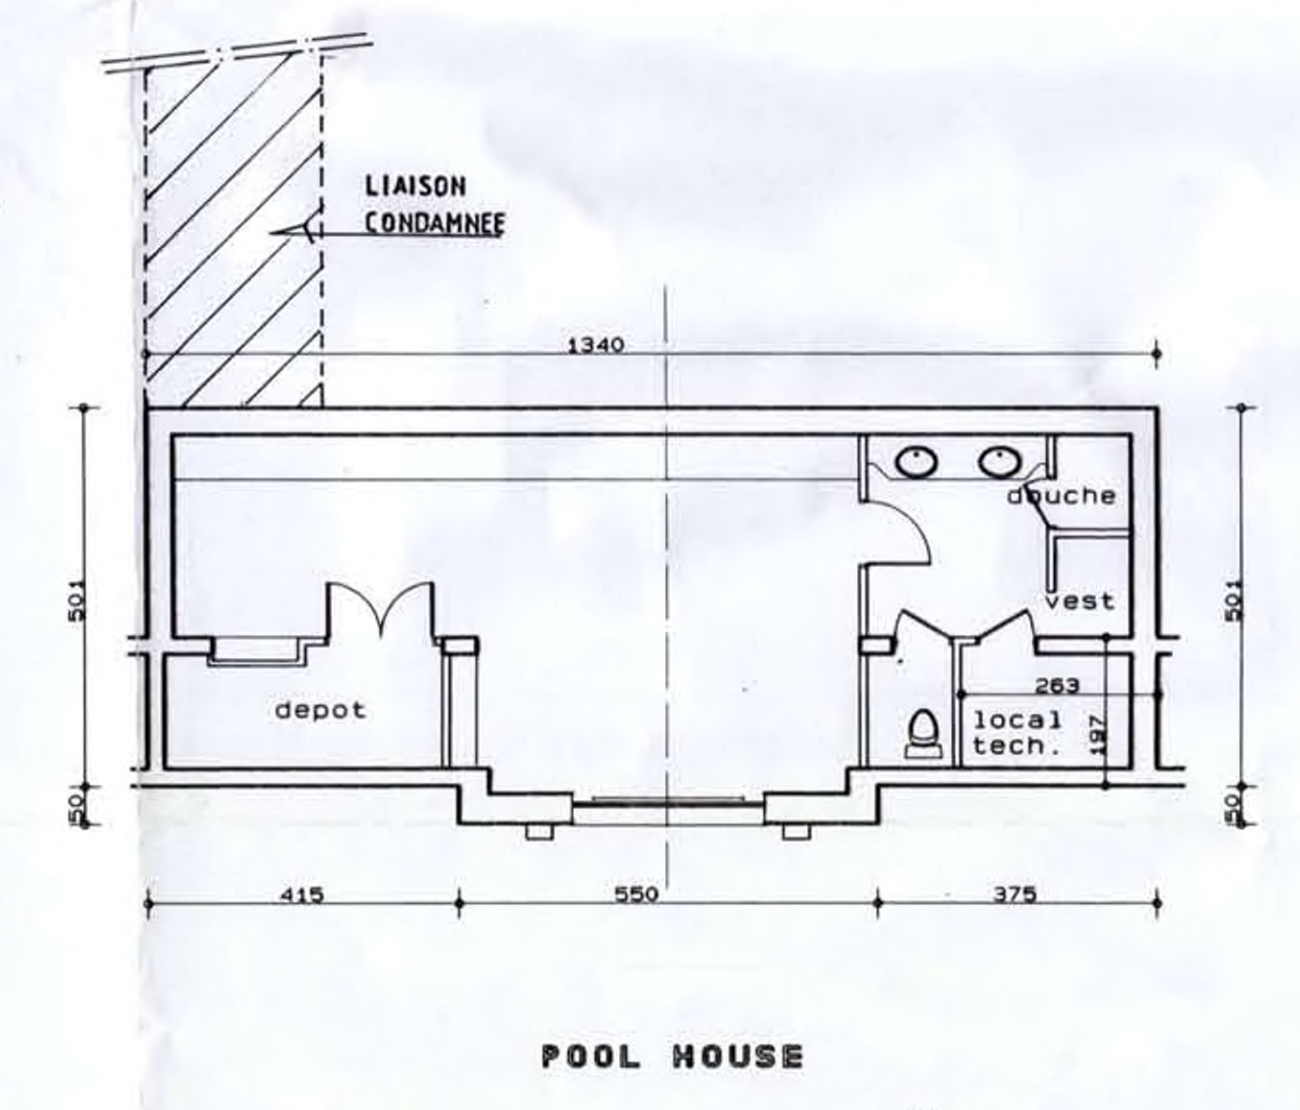 LIAISON
CONDAMNEE
1340
douche
501
501
vest
263
depot
local
tech.
197
50
50
415
550
375
POOL HOUSE